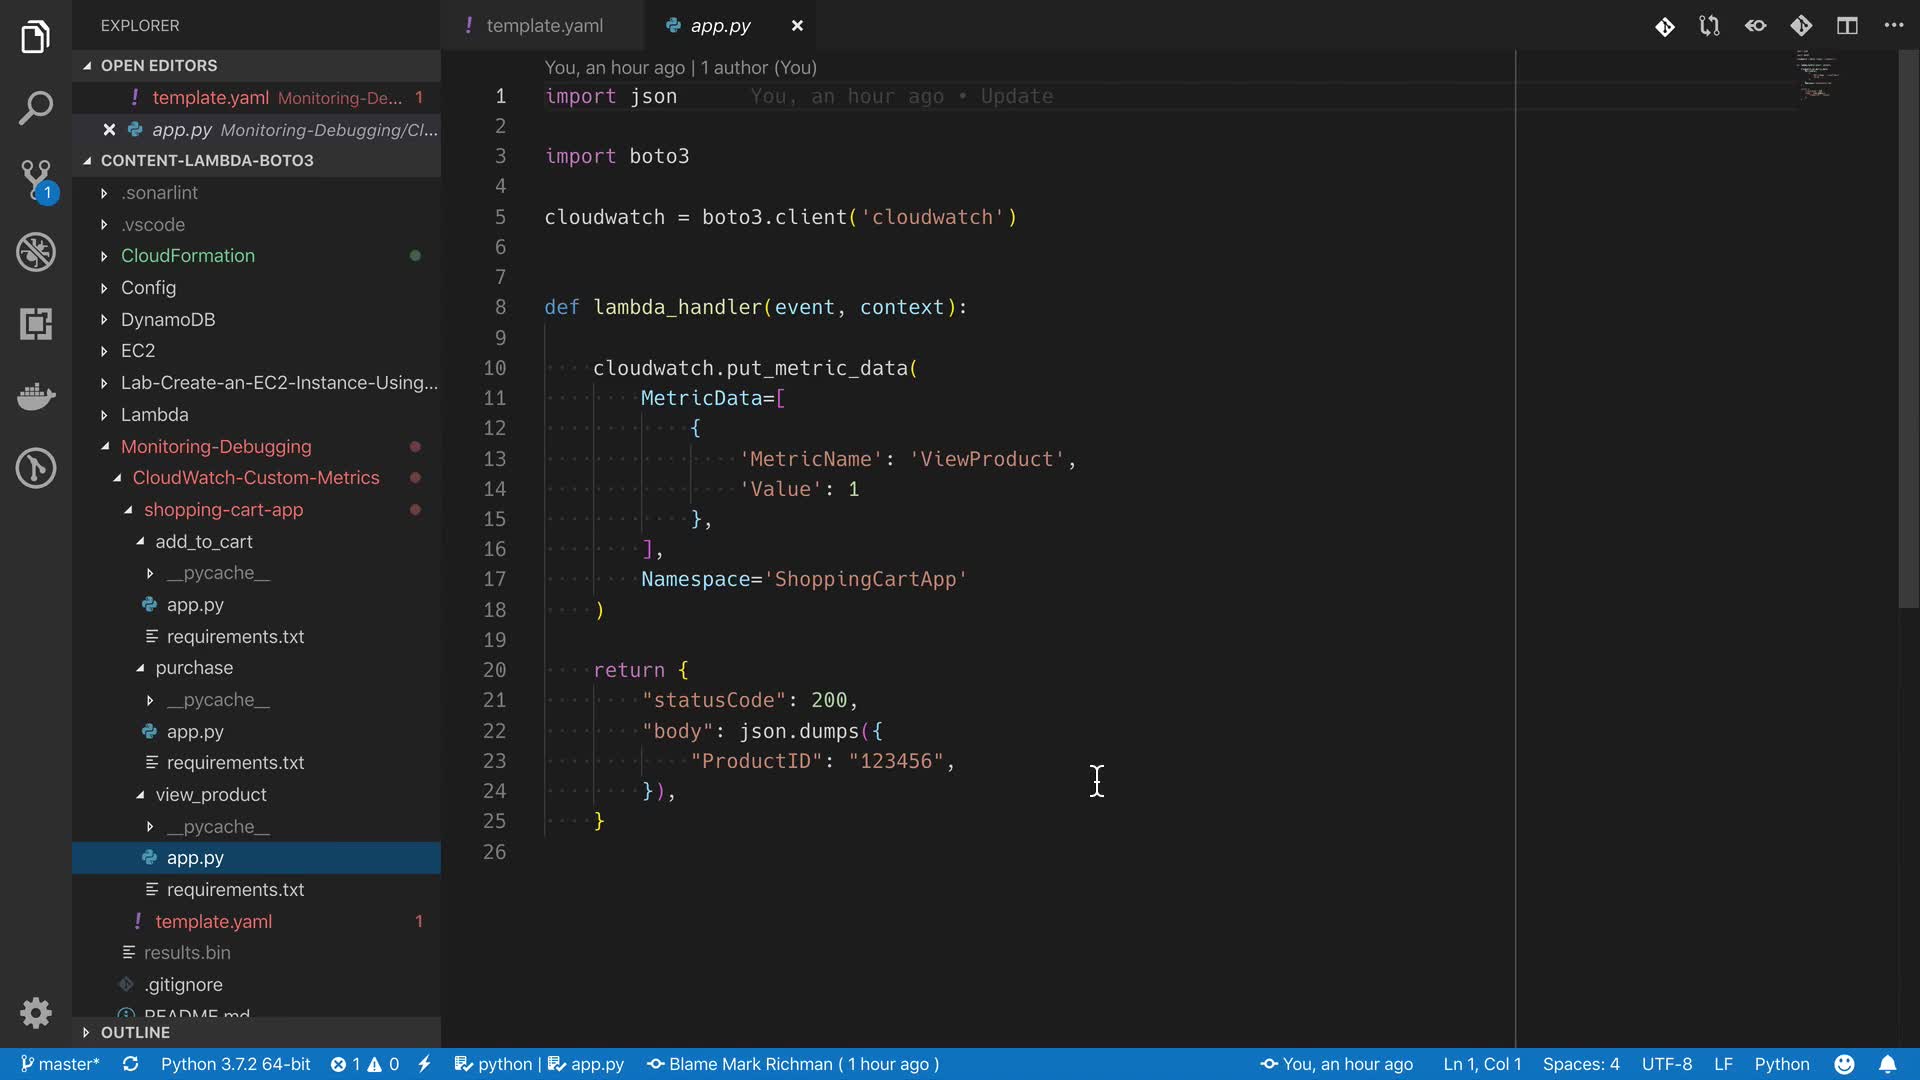 EXPLORER
OPEN EDITORS
! template.yaml Monitoring-De... 1
app.py Monitoring-Debugging/Cl...
CONTENT-LAMBDA-BOTO3
.sonarlint
.vscode
CloudFormation
Config
DynamoDB
EC2
Lab-Create-an-EC2-Instance-Using...
Lambda
Monitoring-Debugging
CloudWatch-Custom-Metrics
shopping-cart-app
add_to_cart
__pycache__
app.py
requirements.txt
purchase
__pycache__
app.py
requirements.txt
view_product
__pycache__
app.py
requirements.txt
! template.yaml 1
results.bin
.gitignore
README.md
OUTLINE
1
! template.yaml
app.py
You, an hour ago | 1 author (You)
1 import json You, an hour ago • Update
2
3 import boto3
4
5 cloudwatch = boto3.client('cloudwatch')
6
7
8 def lambda_handler(event, context):
9
10 cloudwatch.put_metric_data(
11 MetricData=[
12 {
13 'MetricName': 'ViewProduct',
14 'Value': 1
15 },
16 ],
17 Namespace='ShoppingCartApp'
18 )
19
20 return {
21 "statusCode": 200,
22 "body": json.dumps({
23 "ProductID": "123456",
24 }),
25 }
26
master* Python 3.7.2 64-bit 1 0 python | app.py Blame Mark Richman ( 1 hour ago ) You, an hour ago Ln 1, Col 1 Spaces: 4 UTF-8 LF Python